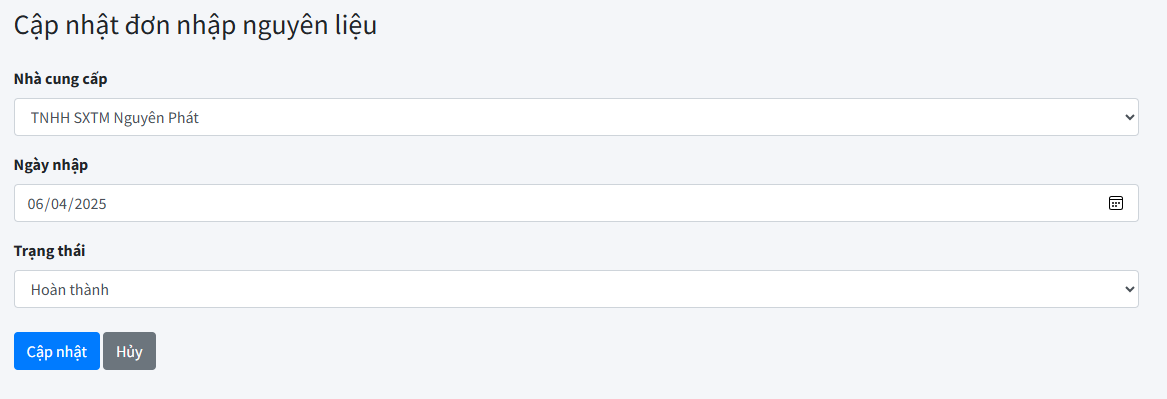 Cập nhật đơn nhập nguyên liệu
Nhà cung cấp
TNHH SXTM Nguyên Phát
Ngày nhập
06/04/2025
Trạng thái
Hoàn thành
Cập nhật Hủy